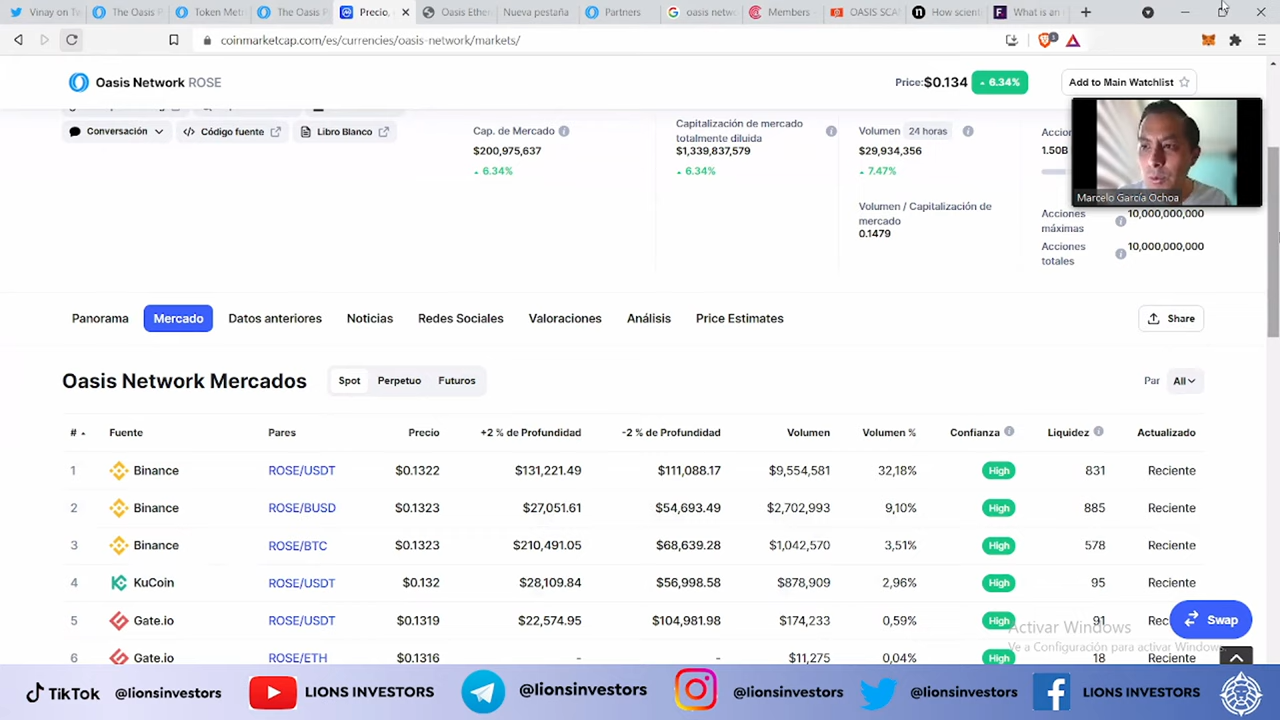 Vinay on Tw
The Oasis P
Token Metr
The Oasis F
Precio,
Oasis Ether
Nueva pestaña
Partners
oasis netw
Members -
OASIS SCAN
How scient
What is an
coinmarketcap.com/es/currencies/oasis-network/markets/
Oasis Network ROSE
Price:$0.134 6.34%
Add to Main Watchlist
Conversación
Código fuente
Libro Blanco
Cap. de Mercado
$200,975,637
6.34%
Capitalización de mercado
totalmente diluida
$1,339,837,579
6.34%
Volumen 24 horas
$29,934,356
7.47%
Volumen / Capitalización de
mercado
0.1479
1.50B
Marcelo García Ochoa
Acciones
máximas
10,000,000,000
Acciones
totales
10,000,000,000
Panorama Mercado Datos anteriores Noticias Redes Sociales Valoraciones Análisis Price Estimates
Share
Oasis Network Mercados
Spot Perpetuo Futuros
Par All
# Fuente Pares Precio +2 % de Profundidad -2 % de Profundidad Volumen Volumen % Confianza Liquidez Actualizado
1 Binance ROSE/USDT $0.1322 $131,221.49 $111,088.17 $9,554,581 32,18% High 831 Reciente
2 Binance ROSE/BUSD $0.1323 $27,051.61 $54,693.49 $2,702,993 9,10% High 885 Reciente
3 Binance ROSE/BTC $0.1323 $210,491.05 $68,639.28 $1,042,570 3,51% High 578 Reciente
4 KuCoin ROSE/USDT $0.132 $28,109.84 $56,998.58 $878,909 2,96% High 95 Reciente
5 Gate.io ROSE/USDT $0.1319 $22,574.95 $104,981.98 $174,233 0,59% High 91 Rec
Swap
Activar Windows
Ve a Configuración para activar Windows.
6 Gate.io ROSE/ETH $0.1316 - - $11,275 0,04% High 18 Reciente
TikTok @lionsinvestors
LIONS INVESTORS
@lionsinvestors
@lionsinvestors
@lionsinvestors
LIONS INVESTORS